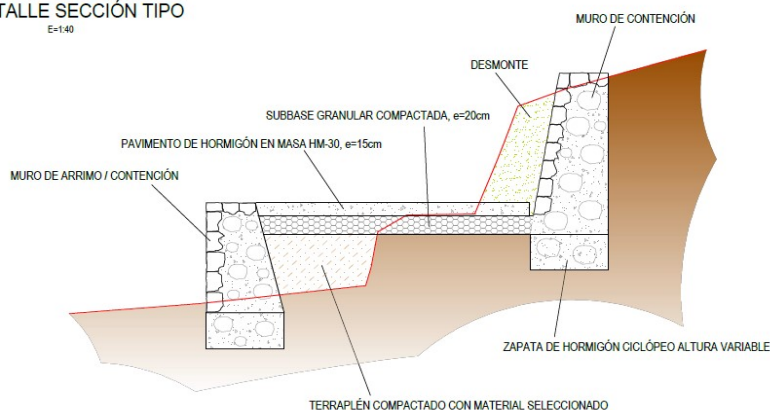 TALLE SECCIÓN TIPO
E=1:40
MURO DE CONTENCIÓN
DESMONTE
SUBBASE GRANULAR COMPACTADA, e=20cm
PAVIMENTO DE HORMIGÓN EN MASA HM-30, e=15cm
MURO DE ARRIMO / CONTENCIÓN
ZAPATA DE HORMIGÓN CICLÓPEO ALTURA VARIABLE
TERRAPLÉN COMPACTADO CON MATERIAL SELECCIONADO